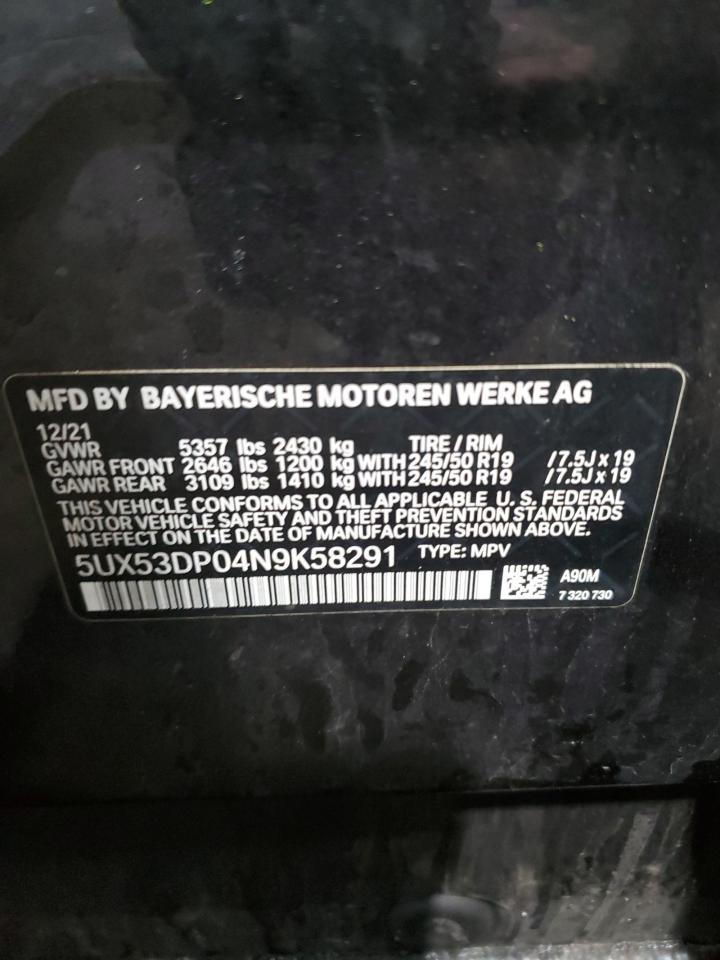 MFD BY BAYERISCHE MOTOREN WERKE AG
12/21
GVWR 5357 lbs 2430 kg TIRE / RIM
GAWR FRONT 2646 lbs 1200 kg WITH 245/50 R19 /7.5J x 19
GAWR REAR 3109 lbs 1410 kg WITH 245/50 R19 /7.5J x 19
THIS VEHICLE CONFORMS TO ALL APPLICABLE U. S. FEDERAL
MOTOR VEHICLE SAFETY AND THEFT PREVENTION STANDARDS
IN EFFECT ON THE DATE OF MANUFACTURE SHOWN ABOVE.
5UX53DP04N9K58291 TYPE: MPV
A90M
7 320 730